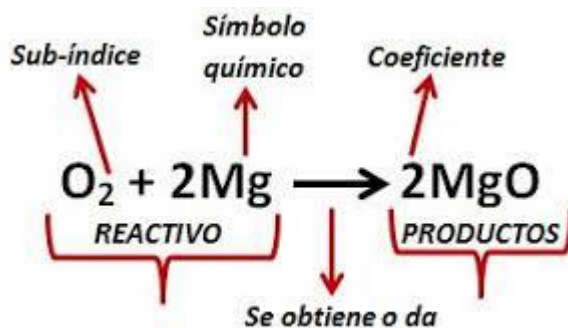 Sub-índice
Símbolo
químico
Coeficiente
O₂ + 2Mg → 2MgO
REACTIVO
PRODUCTOS
Se obtiene o da